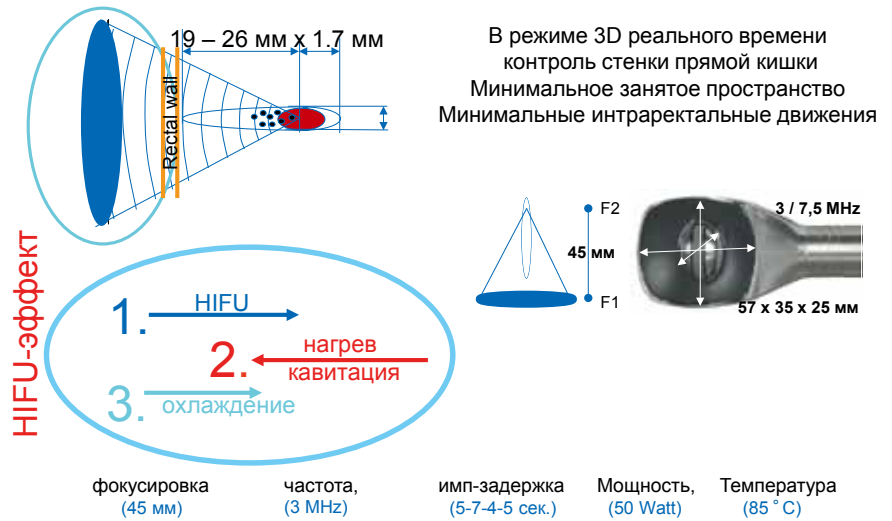 19 – 26 мм x 1.7 мм
Rectal wall
В режиме 3D реального времени
контроль стенки прямой кишки
Минимальное занятое пространство
Минимальные интраректальные движения
F2
45 мм
F1
3 / 7,5 MHz
57 x 35 x 25 мм
HIFU-эффект
1.
HIFU
2.
нагрев
кавитация
3.
охлаждение
фокусировка
(45 мм)
частота,
(3 MHz)
имп-задержка
(5-7-4-5 сек.)
Мощность,
(50 Watt)
Температура
(85˚C)